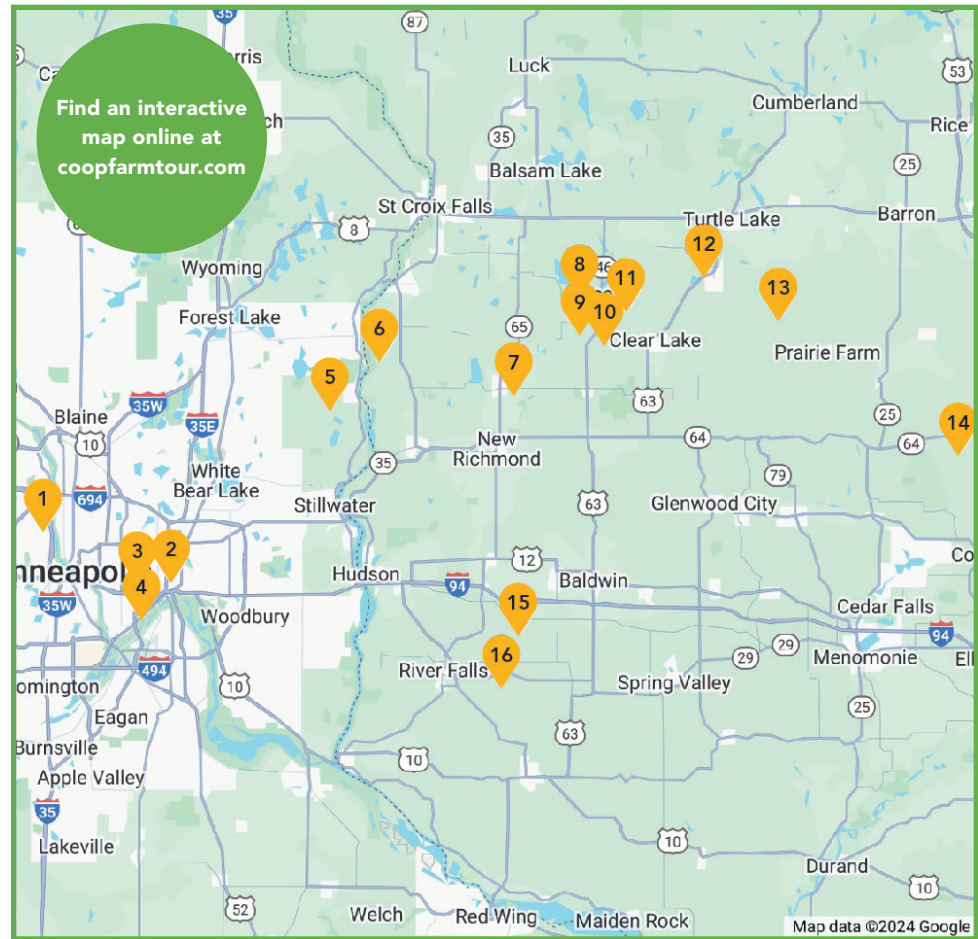 35
87
Luck
53
Cumberland
Find an interactive
map online at
coopfarmtour.com
Rice
35
25
Balsam Lake
St Croix Falls
Turtle Lake
Barron
8
12
Wyoming
8
46
11
13
9
10
Forest Lake
6
65
Clear Lake
Prairie Farm
7
5
35W
63
Blaine
35E
25
14
10
New
Richmond
64
64
35
White
Bear Lake
79
1
694
Stillwater
63
Glenwood City
3
2
12
nneapo
4
Hudson
94
Baldwin
35W
15
Cedar Falls
Woodbury
94
16
29
29
Menomonie
494
River Falls
Spring Valley
omington
10
25
Eagan
63
Burnsville
10
Apple Valley
35
10
Lakeville
Durand
10
52
Welch
Red Wing
Maiden Rock
Map data ©2024 Google